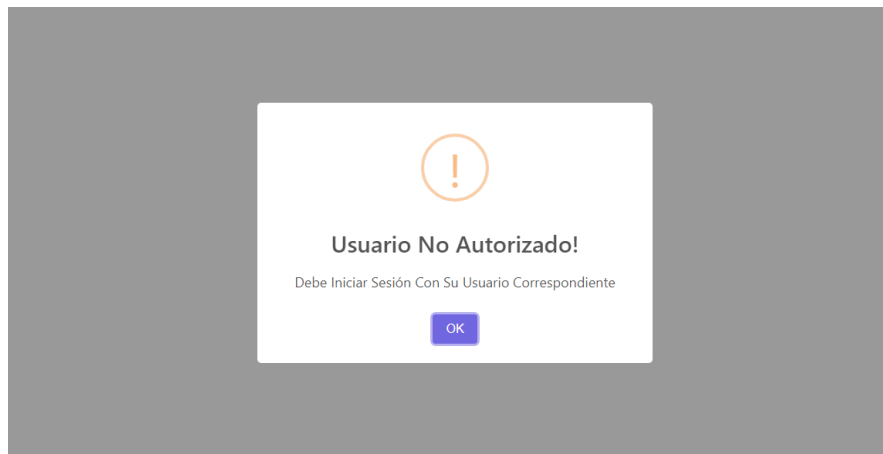 !
Usuario No Autorizado!
Debe Iniciar Sesión Con Su Usuario Correspondiente
OK